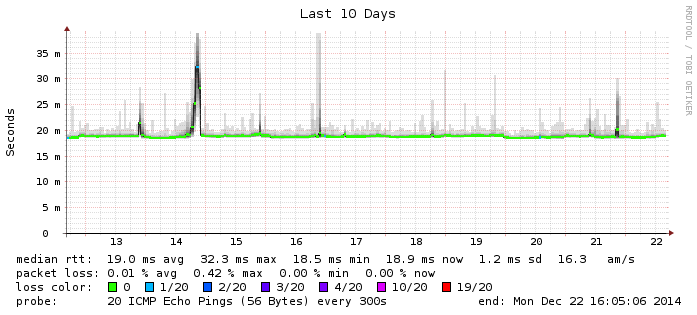 Last 10 Days
RRDTOOL / TOBI OETIKER
Seconds
35 m
30 m
25 m
20 m
15 m
10 m
5 m
0
13 14 15 16 17 18 19 20 21 22
median rtt: 19.0 ms avg 32.3 ms max 18.5 ms min 18.9 ms now 1.2 ms sd 16.3 am/s
packet loss: 0.01 % avg 0.42 % max 0.00 % min 0.00 % now
loss color: 0 1/20 2/20 3/20 4/20 10/20 19/20
probe: 20 ICMP Echo Pings (56 Bytes) every 300s end: Mon Dec 22 16:05:06 2014